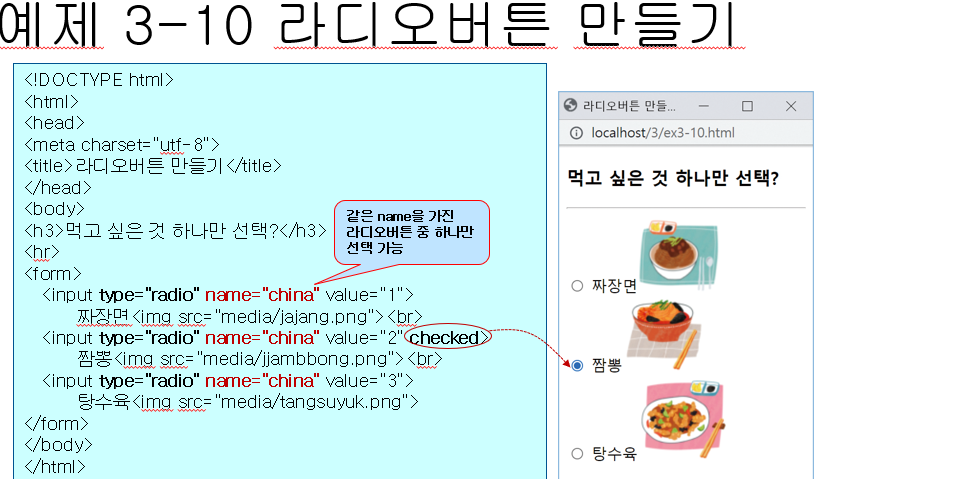 예제 3-10 라디오버튼 만들기
<!DOCTYPE html>
<html>
<head>
<meta charset="utf-8">
<title>라디오버튼 만들기</title>
</head>
<body>
<h3>먹고 싶은 것 하나만 선택?</h3>
<hr>
<form>
<input type="radio" name="china" value="1">
짜장면<img src="media/jajang.png"><br>
<input type="radio" name="china" value="2" checked>
짬뽕<img src="media/jjambbong.png"><br>
<input type="radio" name="china" value="3">
탕수육<img src="media/tangsuyuk.png">
</form>
</body>
</html>
같은 name을 가진
라디오버튼 중 하나만
선택 가능
라디오버튼 만들...
localhost/3/ex3-10.html
먹고 싶은 것 하나만 선택?
짜장면
짬뽕
탕수육